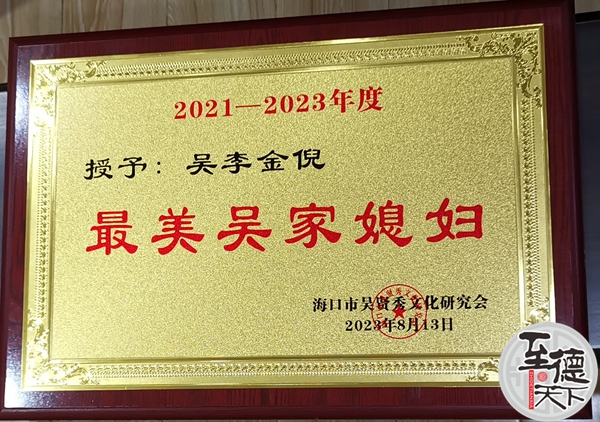 2021—2023年度
授予：吴李金倪
最美吴家媳妇
海口市吴贤秀文化研究会
2023年8月13日
至德天下